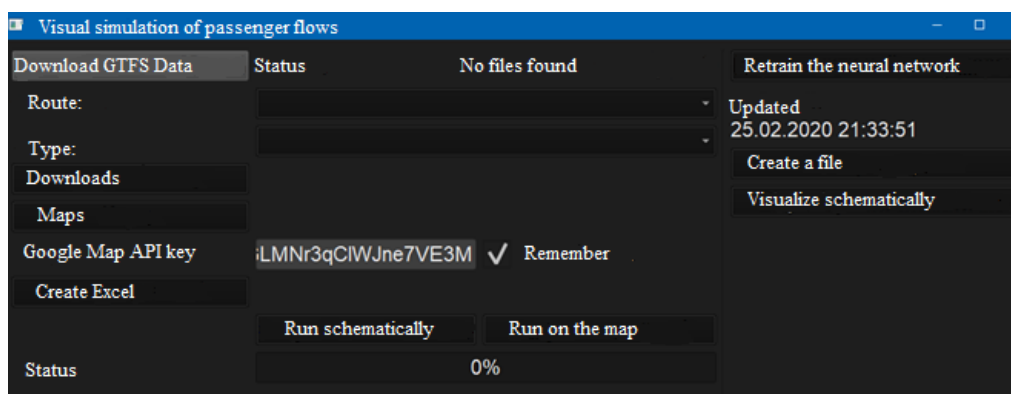 Visual simulation of passenger flows
Download GTFS Data Status No files found Retrain the neural network
Route:
Updated
25.02.2020 21:33:51
Type:
Create a file
Downloads
Visualize schematically
Maps
Google Map API key LMNr3qClWJne7VE3M Remember
Create Excel
Run schematically Run on the map
Status 0%